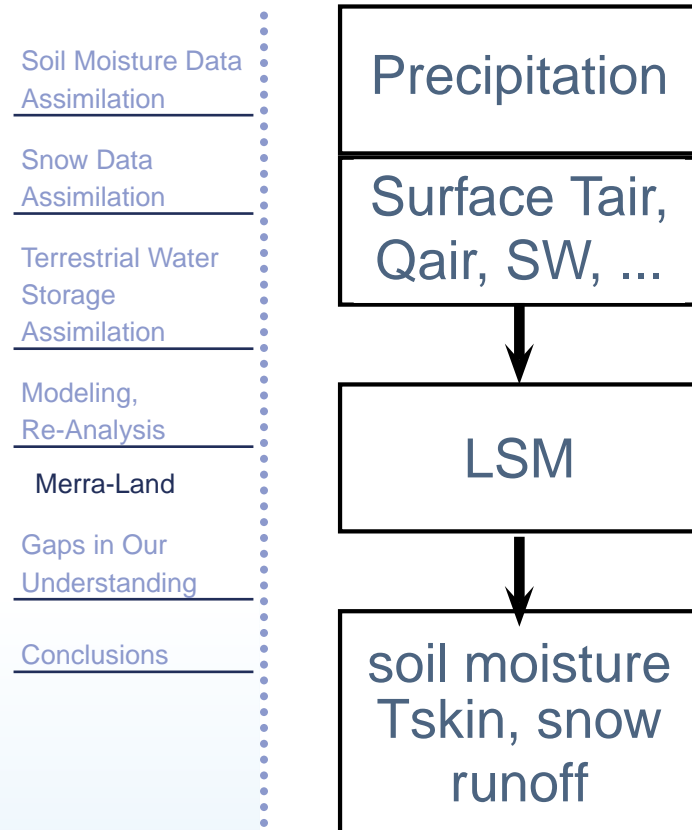 Soil Moisture Data
Assimilation
Snow Data
Assimilation
Terrestrial Water
Storage
Assimilation
Modeling,
Re-Analysis
Merra-Land
Gaps in Our
Understanding
Conclusions
Precipitation
Surface Tair,
Qair, SW, ...
LSM
soil moisture
Tskin, snow
runoff